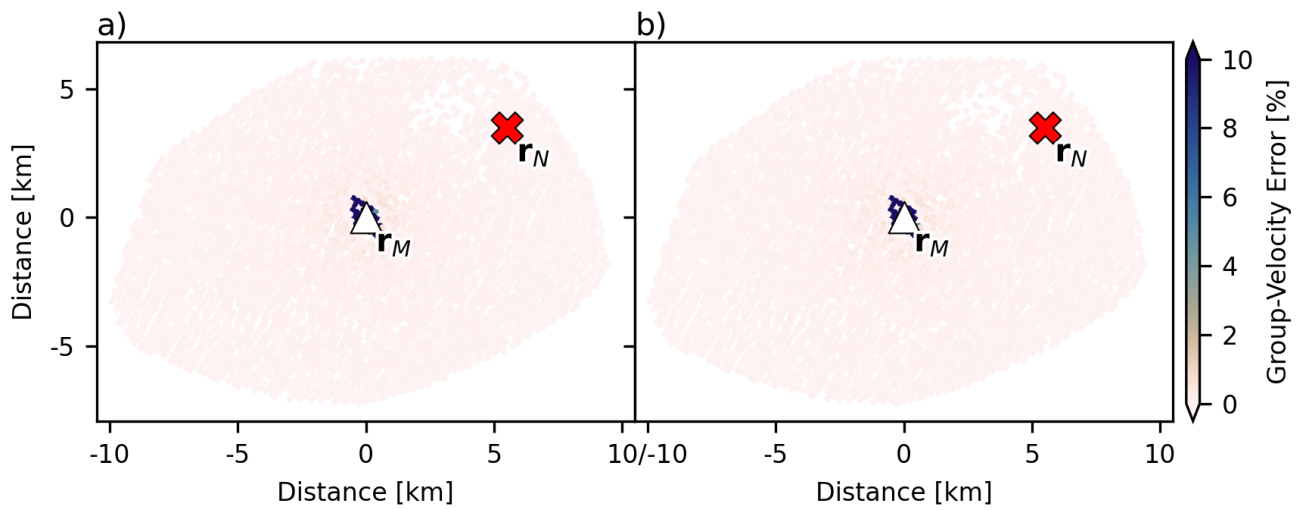 a)
b)
5
0
-5
Distance [km]
r_N
r_M
r_N
r_M
-10
-5
0
5
10/-10
-5
0
5
10
Distance [km]
Distance [km]
10
8
6
4
2
0
Group-Velocity Error [%]